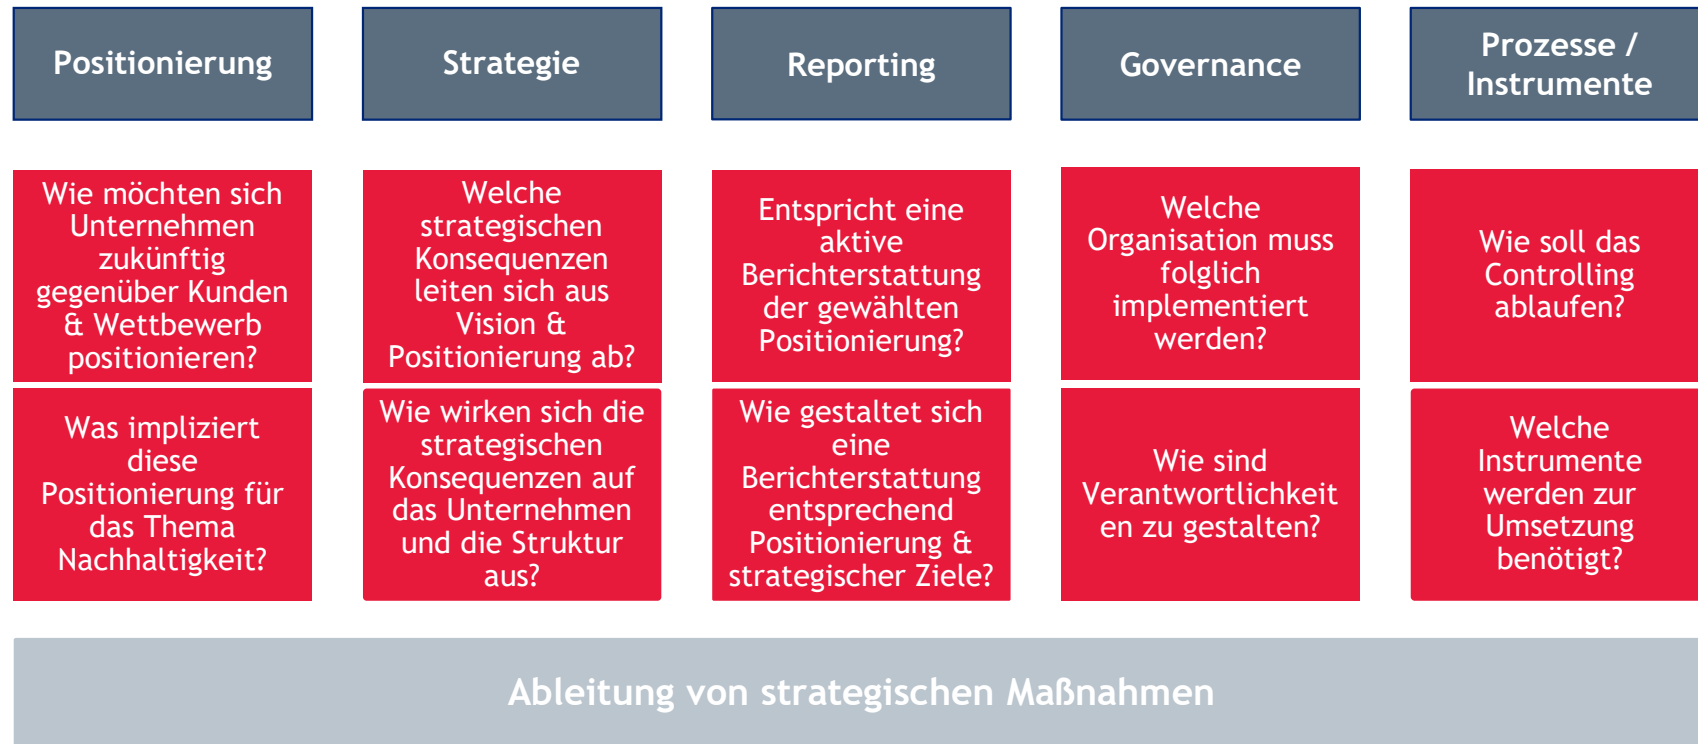 Positionierung
Strategie
Reporting
Governance
Prozesse /
Instrumente
Wie möchten sich
Unternehmen
zukünftig
gegenüber Kunden
& Wettbewerb
positionieren?
Welche
strategischen
Konsequenzen
leiten sich aus
Vision &
Positionierung ab?
Entspricht eine
aktive
Berichterstattung
der gewählten
Positionierung?
Welche
Organisation muss
folglich
implementiert
werden?
Wie soll das
Controlling
ablaufen?
Was impliziert
diese
Positionierung für
das Thema
Nachhaltigkeit?
Wie wirken sich die
strategischen
Konsequenzen auf
das Unternehmen
und die Struktur
aus?
Wie gestaltet sich
eine
Berichterstattung
entsprechend
Positionierung &
strategischer Ziele?
Wie sind
Verantwortlichkeit
en zu gestalten?
Welche
Instrumente
werden zur
Umsetzung
benötigt?
Ableitung von strategischen Maßnahmen